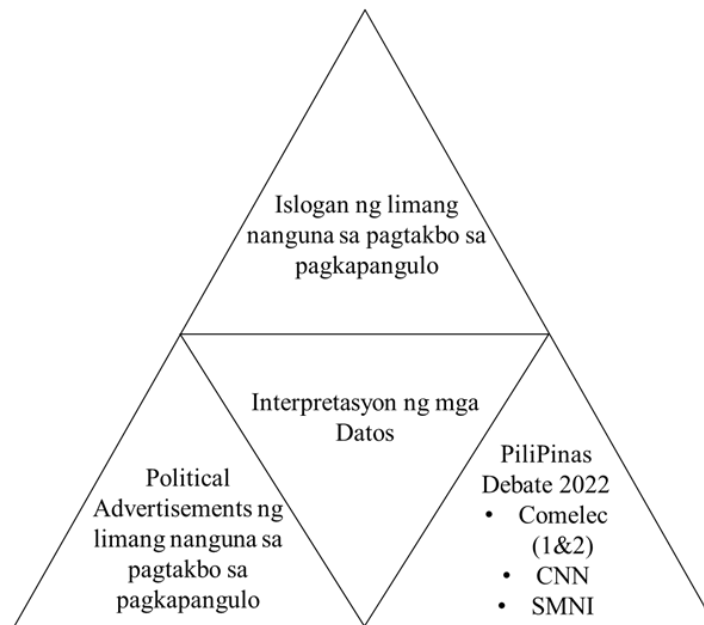 Islogan ng limang
nanguna sa pagtakbo sa
pagkapangulo
Interpretasyon ng mga
Datos
Political
Advertisements ng
limang nanguna sa
pagtakbo sa
pagkapangulo
PiliPinas
Debate 2022
• Comelec
(1&2)
• CNN
• SMNI